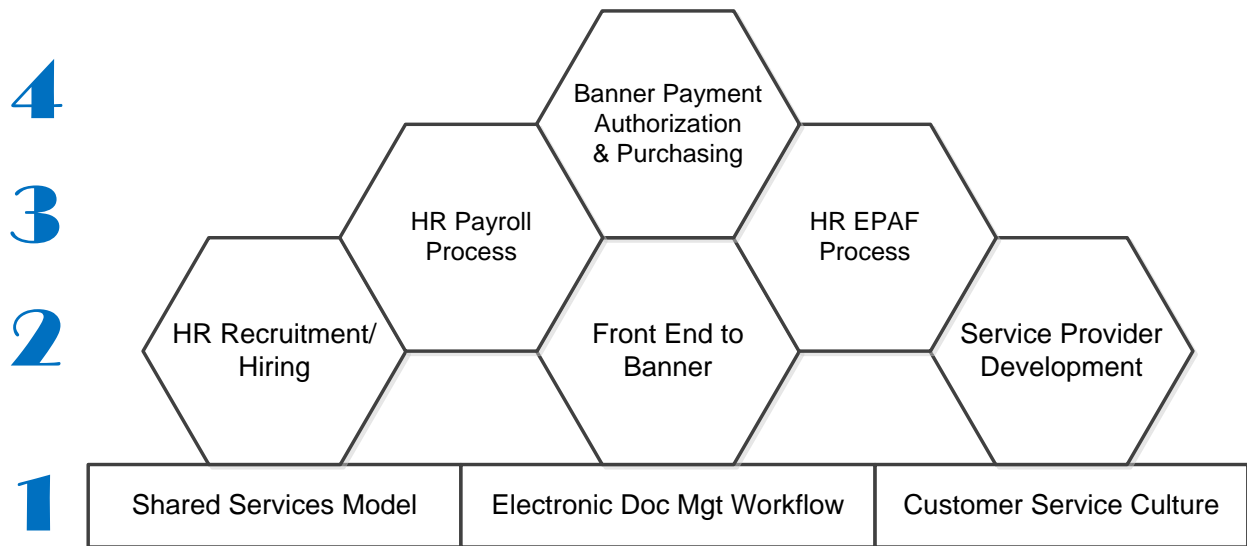 4
Banner Payment
Authorization
& Purchasing
3
HR Payroll
Process
HR EPAF
Process
2
HR Recruitment/
Hiring
Front End to
Banner
Service Provider
Development
1
Shared Services Model
Electronic Doc Mgt Workflow
Customer Service Culture